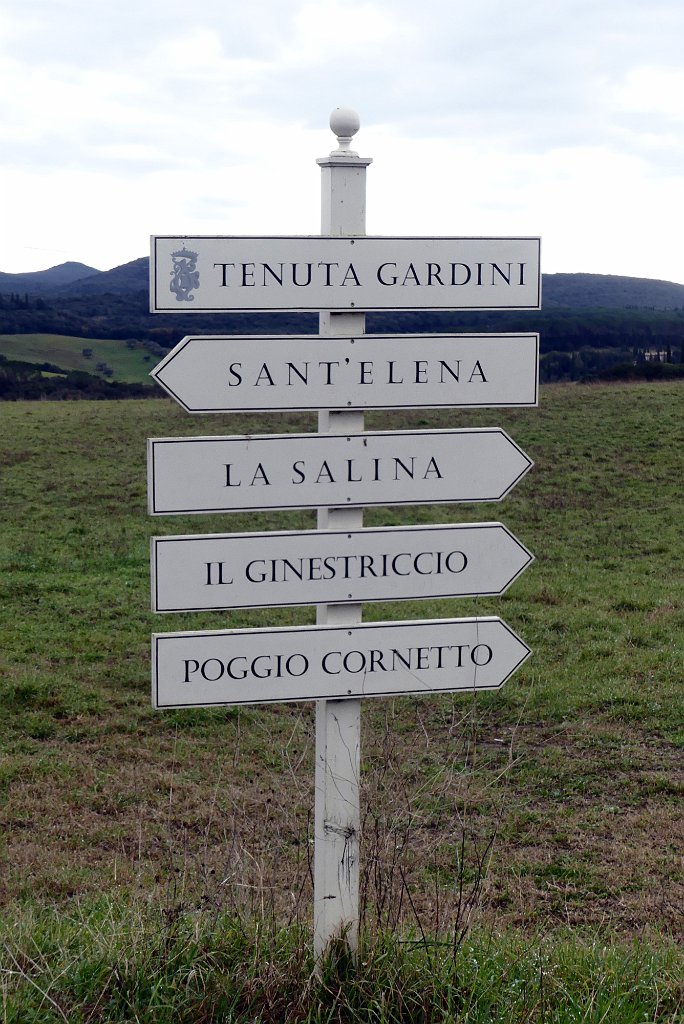 TENUTA GARDINI
SANT'ELENA
LA SALINA
IL GINESTRICCIO
POGGIO CORNETTO